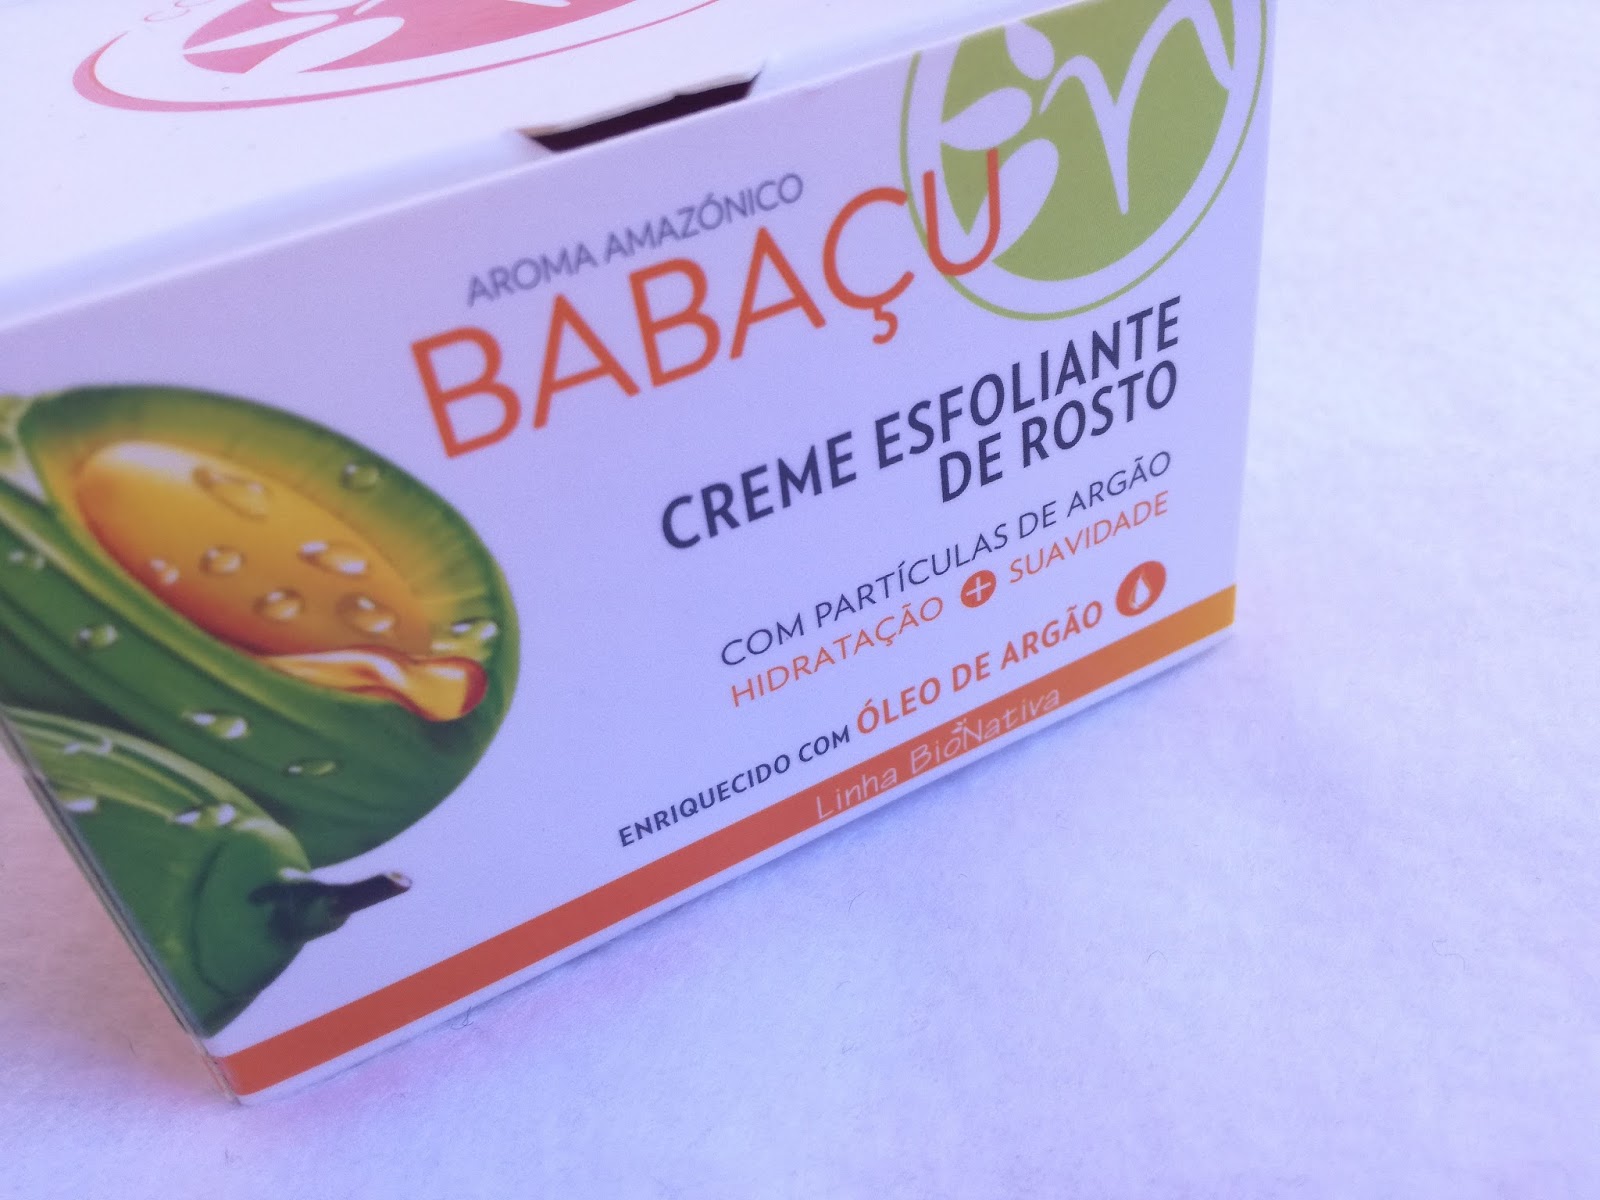 AROMA AMAZÓNICO
BABAÇU
CREME ESFOLIANTE
DE ROSTO
COM PARTÍCULAS DE ARGÃO
HIDRATAÇÃO + SUAVIDADE
ENRIQUECIDO COM ÓLEO DE ARGÃO
Linha BioNativa